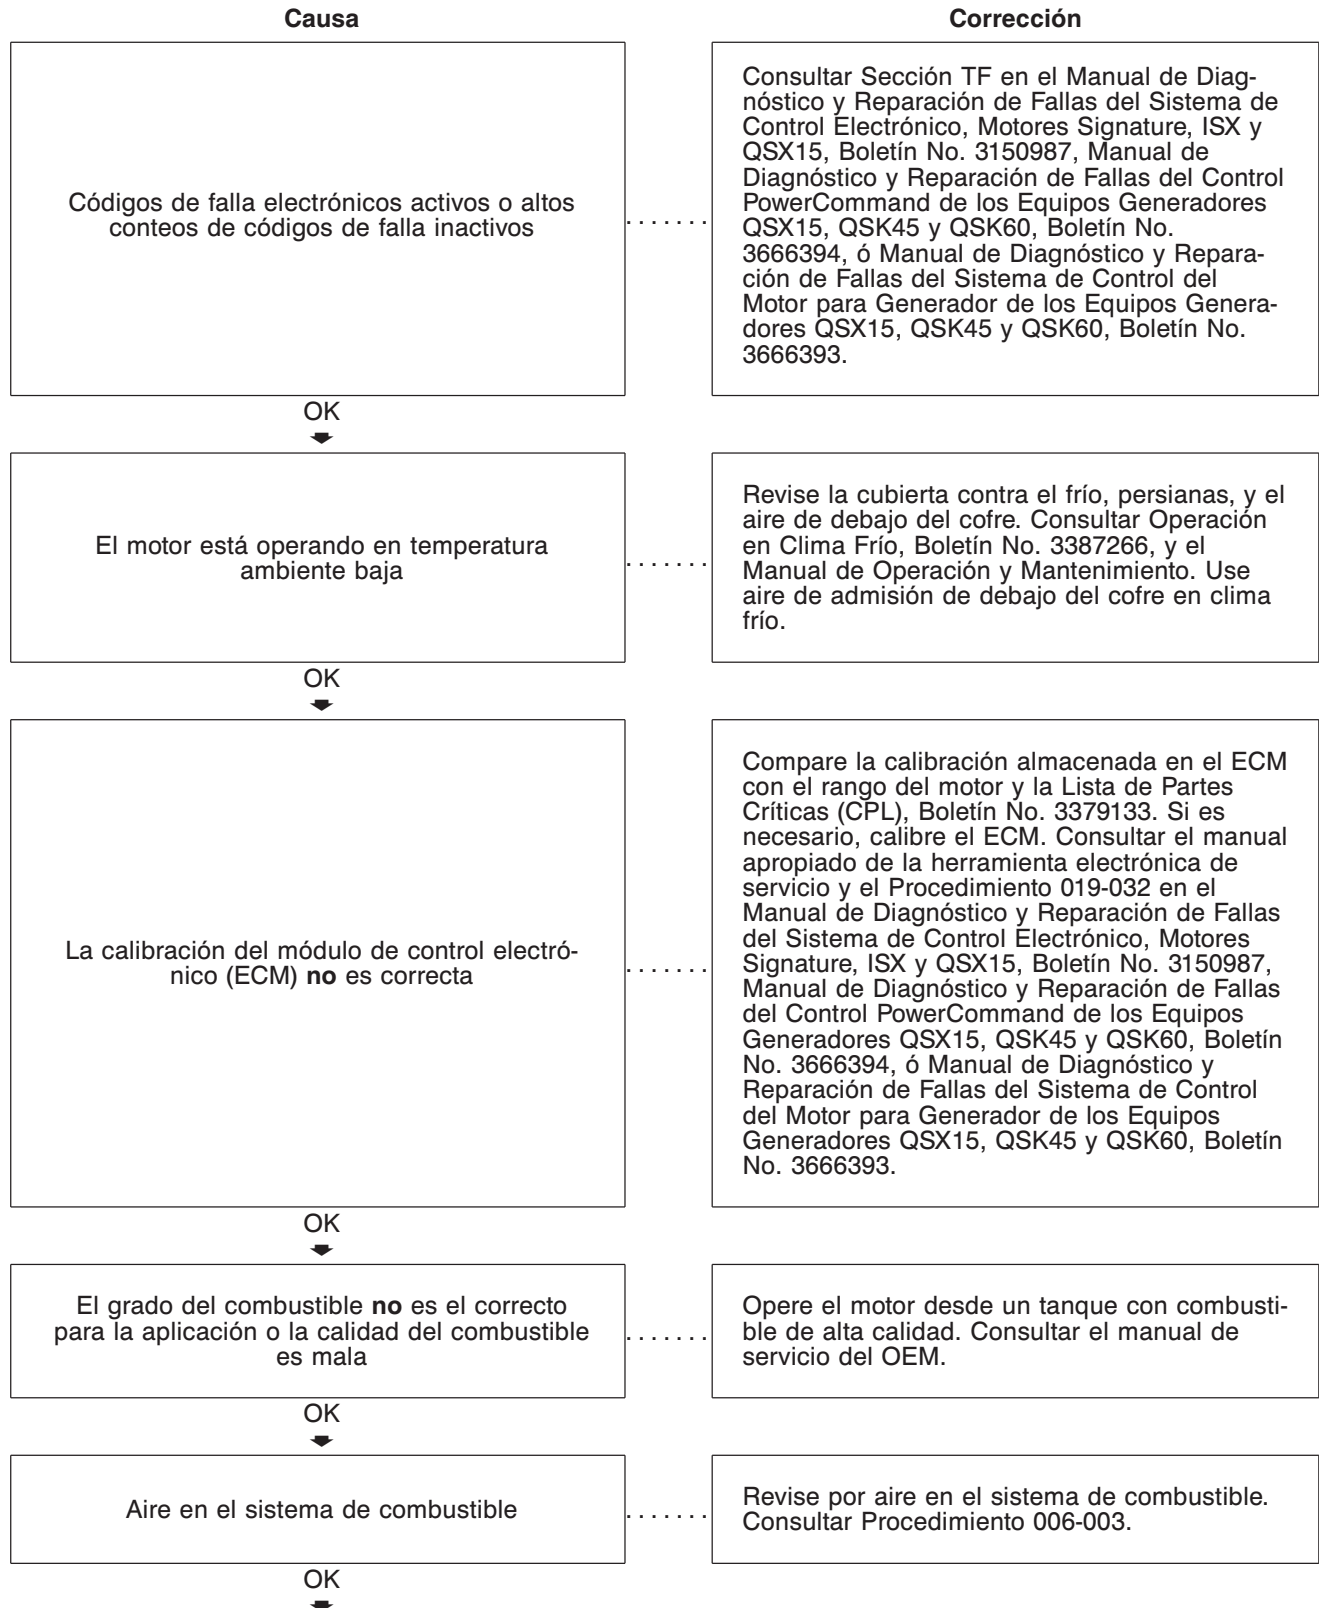 Causa
Corrección
Códigos de falla electrónicos activos o altos
conteos de códigos de falla inactivos
.......
Consultar Sección TF en el Manual de Diag-
nóstico y Reparación de Fallas del Sistema de
Control Electrónico, Motores Signature, ISX y
QSX15, Boletín No. 3150987, Manual de
Diagnóstico y Reparación de Fallas del Control
PowerCommand de los Equipos Generadores
QSX15, QSK45 y QSK60, Boletín No.
3666394, ó Manual de Diagnóstico y Repara-
ción de Fallas del Sistema de Control del
Motor para Generador de los Equipos Genera-
dores QSX15, QSK45 y QSK60, Boletín No.
3666393.
OK
El motor está operando en temperatura
ambiente baja
.......
Revise la cubierta contra el frío, persianas, y el
aire de debajo del cofre. Consultar Operación
en Clima Frío, Boletín No. 3387266, y el
Manual de Operación y Mantenimiento. Use
aire de admisión de debajo del cofre en clima
frío.
OK
La calibración del módulo de control electró-
nico (ECM) no es correcta
.......
Compare la calibración almacenada en el ECM
con el rango del motor y la Lista de Partes
Críticas (CPL), Boletín No. 3379133. Si es
necesario, calibre el ECM. Consultar el manual
apropiado de la herramienta electrónica de
servicio y el Procedimiento 019-032 en el
Manual de Diagnóstico y Reparación de Fallas
del Sistema de Control Electrónico, Motores
Signature, ISX y QSX15, Boletín No. 3150987,
Manual de Diagnóstico y Reparación de Fallas
del Control PowerCommand de los Equipos
Generadores QSX15, QSK45 y QSK60, Boletín
No. 3666394, ó Manual de Diagnóstico y
Reparación de Fallas del Sistema de Control
del Motor para Generador de los Equipos
Generadores QSX15, QSK45 y QSK60, Boletín
No. 3666393.
OK
El grado del combustible no es el correcto
para la aplicación o la calidad del combustible
es mala
.......
Opere el motor desde un tanque con combusti-
ble de alta calidad. Consultar el manual de
servicio del OEM.
OK
Aire en el sistema de combustible
.......
Revise por aire en el sistema de combustible.
Consultar Procedimiento 006-003.
OK